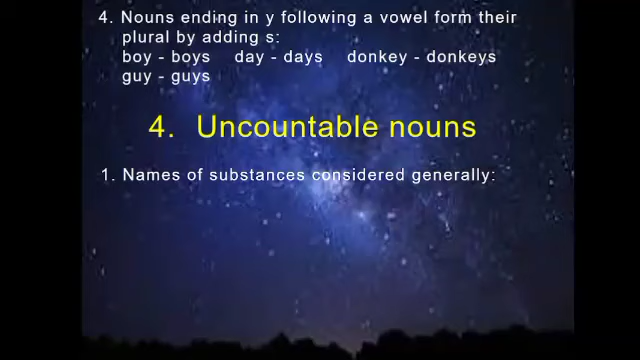 4. Nouns ending in y following a vowel form their
plural by adding s:
boy - boys day - days donkey - donkeys
guy - guys
4. Uncountable nouns
1. Names of substances considered generally: